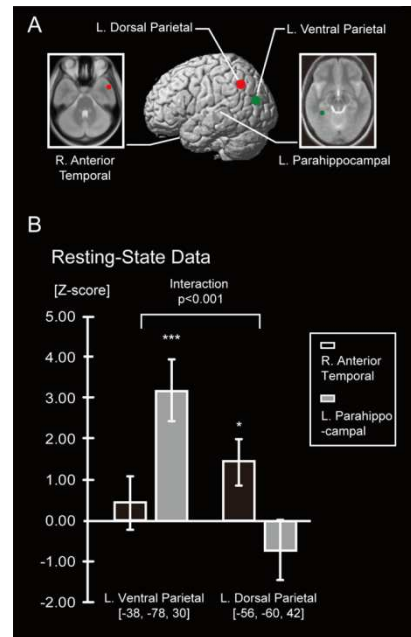 A
L. Dorsal Parietal
L. Ventral Parietal
R. Anterior
Temporal
L. Parahippocampal
B
Resting-State Data
[Z-score]
Interaction
p<0.001
5.00
4.00
3.00
2.00
1.00
0.00
-1.00
-2.00
***
*
R. Anterior
Temporal
L. Parahippo
-campal
L. Ventral Parietal
[-38, -78, 30]
L. Dorsal Parietal
[-56, -60, 42]